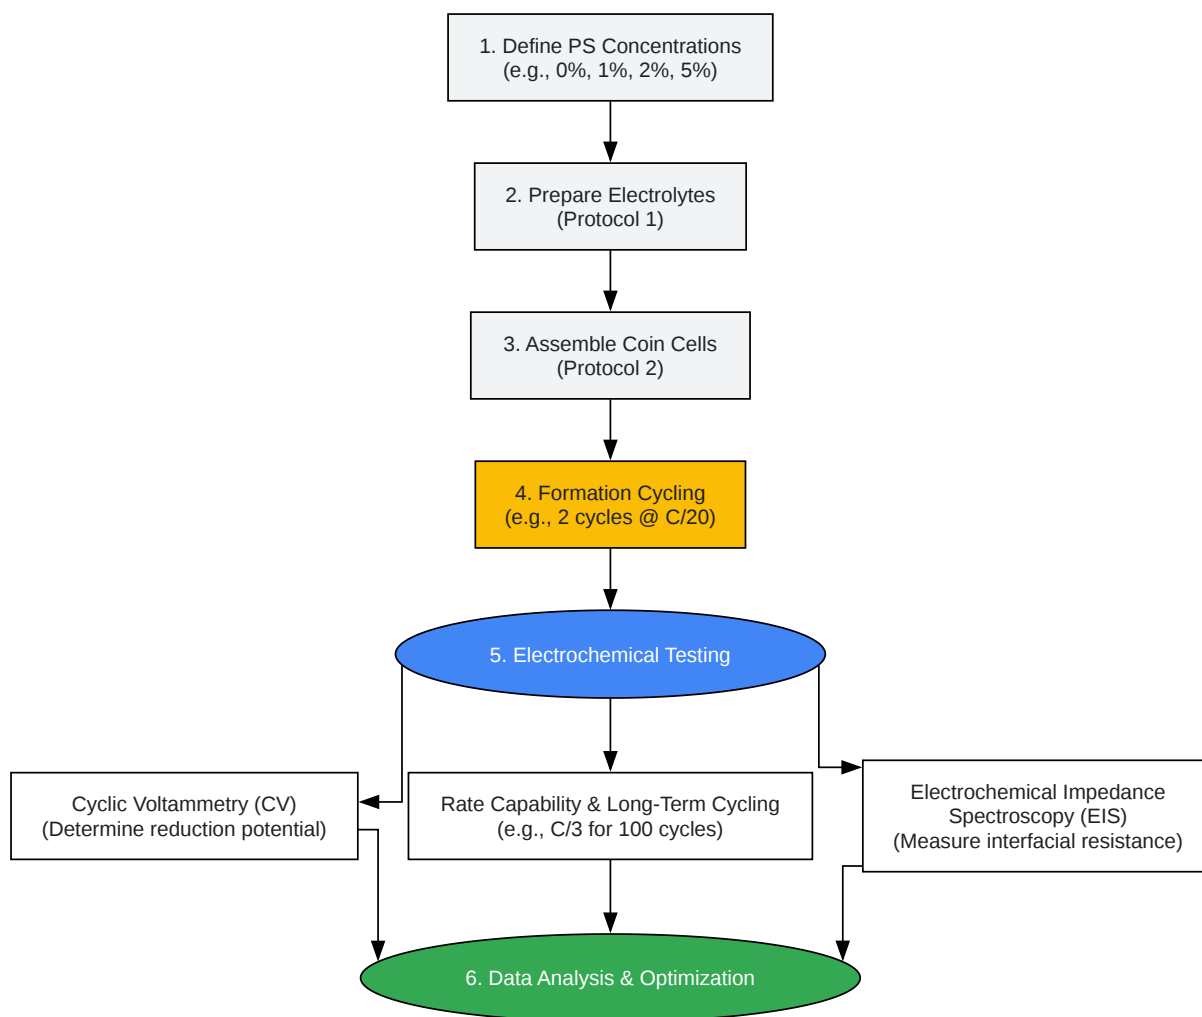 1. Define PS Concentrations
(e.g., 0%, 1%, 2%, 5%)
2. Prepare Electrolytes
(Protocol 1)
3. Assemble Coin Cells
(Protocol 2)
4. Formation Cycling
(e.g., 2 cycles @ C/20)
5. Electrochemical Testing
Cyclic Voltammetry (CV)
(Determine reduction potential)
Rate Capability & Long-Term Cycling
(e.g., C/3 for 100 cycles)
Electrochemical Impedance
Spectroscopy (EIS)
(Measure interfacial resistance)
6. Data Analysis & Optimization